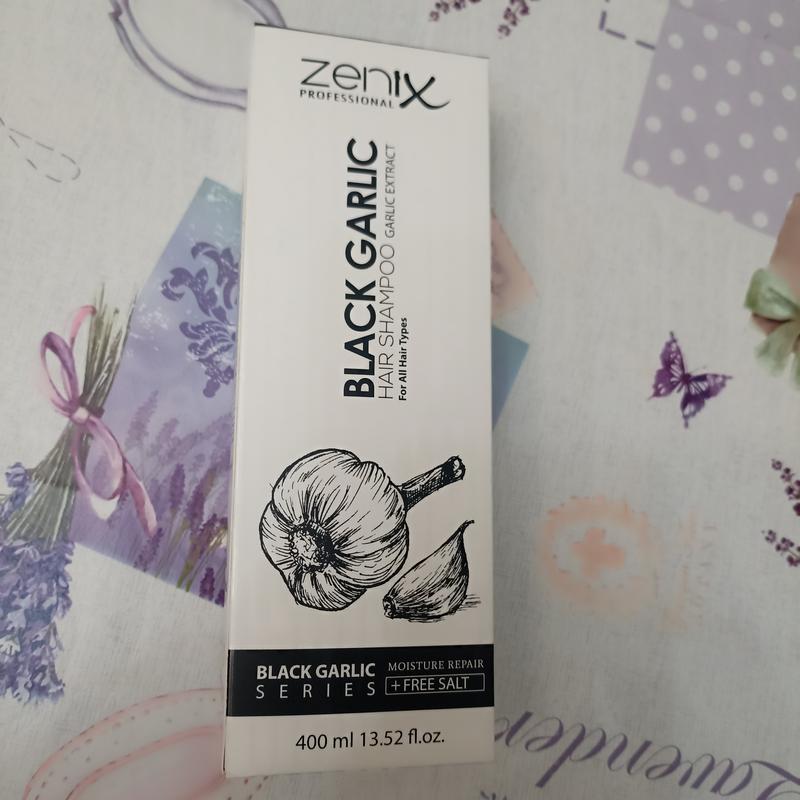 zenix
PROFESSIONAL
BLACK GARLIC
HAIR SHAMPOO GARLIC EXTRACT
For All Hair Types
BLACK GARLIC
SERIES
MOISTURE REPAIR
+FREE SALT
400 ml 13.52 fl.oz.
Lavender